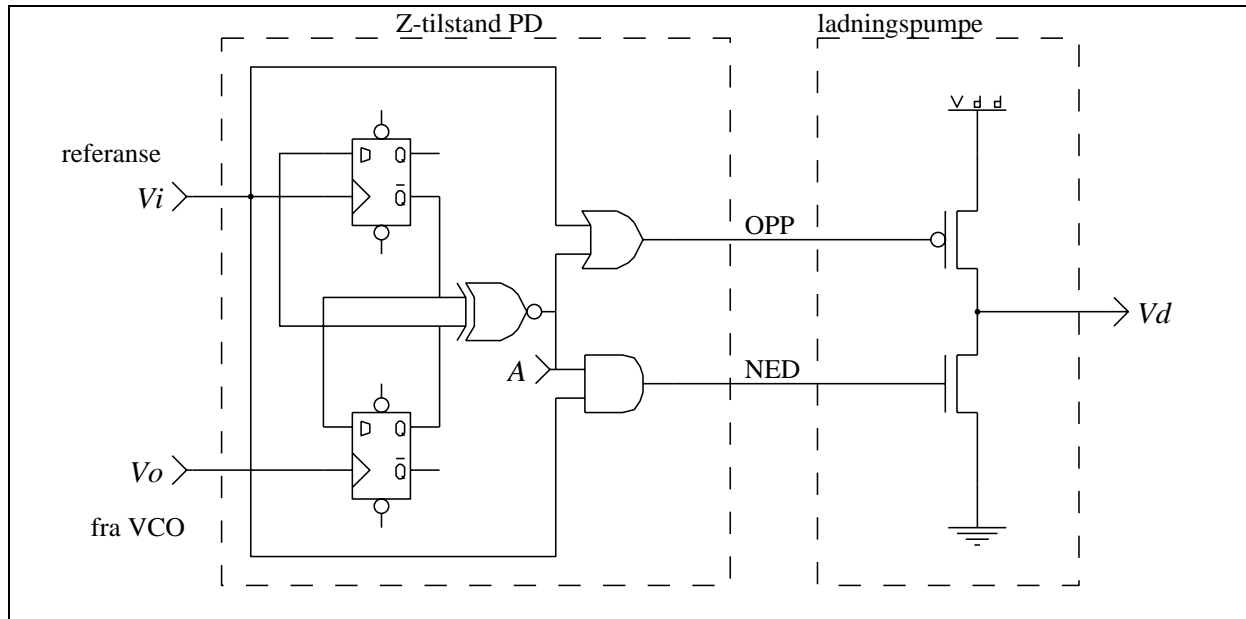 Z-tilstand PD
ladningspumpe
Vdd
referanse
D Q
Vi
Q
OPP
Vd
A
NED
D Q
Vo
Q
fra VCO